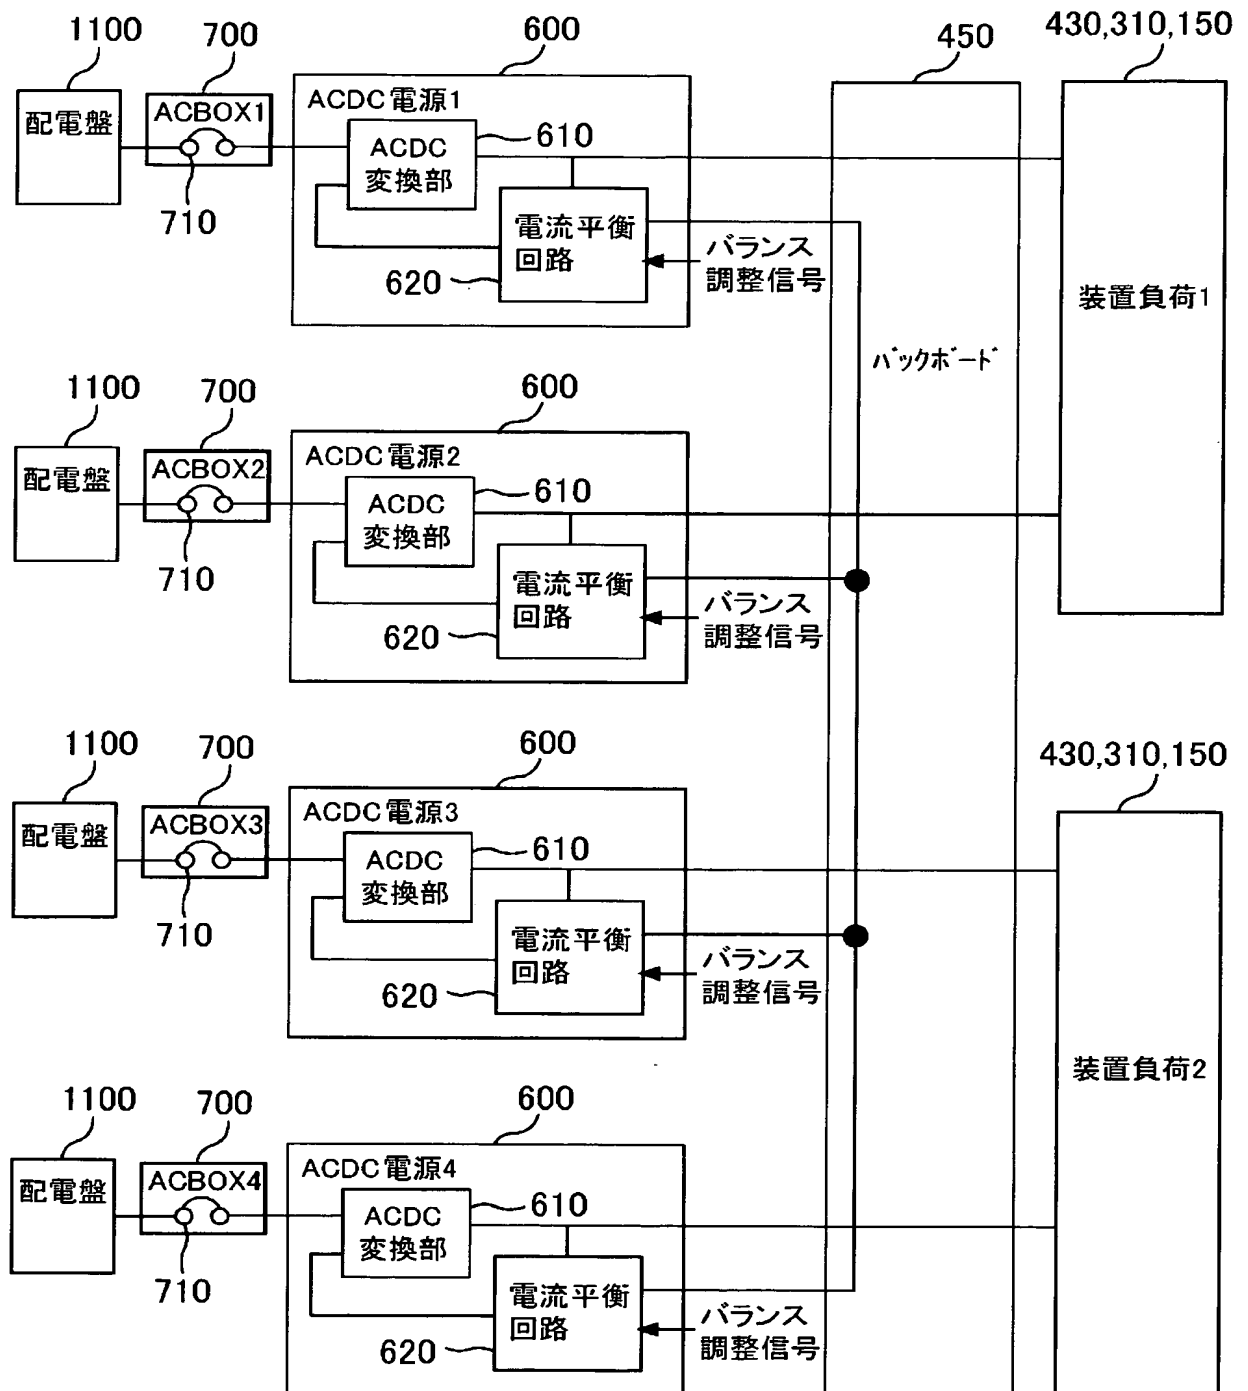 1100
700
600
450
430,310,150
配電盤
ACBOX1
710
ACDC電源1
ACDC
変換部
610
電流平衡
回路
620
バランス
調整信号
バックボード
装置負荷1
1100
700
600
配電盤
ACBOX2
710
ACDC電源2
ACDC
変換部
610
電流平衡
回路
620
バランス
調整信号
1100
700
600
430,310,150
配電盤
ACBOX3
710
ACDC電源3
ACDC
変換部
610
電流平衡
回路
620
バランス
調整信号
装置負荷2
1100
700
600
配電盤
ACBOX4
710
ACDC電源4
ACDC
変換部
610
電流平衡
回路
620
バランス
調整信号